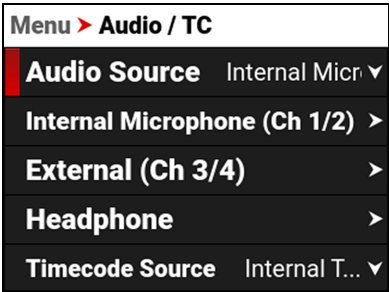 Menu ➤ Audio / TC
Audio Source Internal Micr
Internal Microphone (Ch 1/2)
External (Ch 3/4)
Headphone
Timecode Source Internal T...